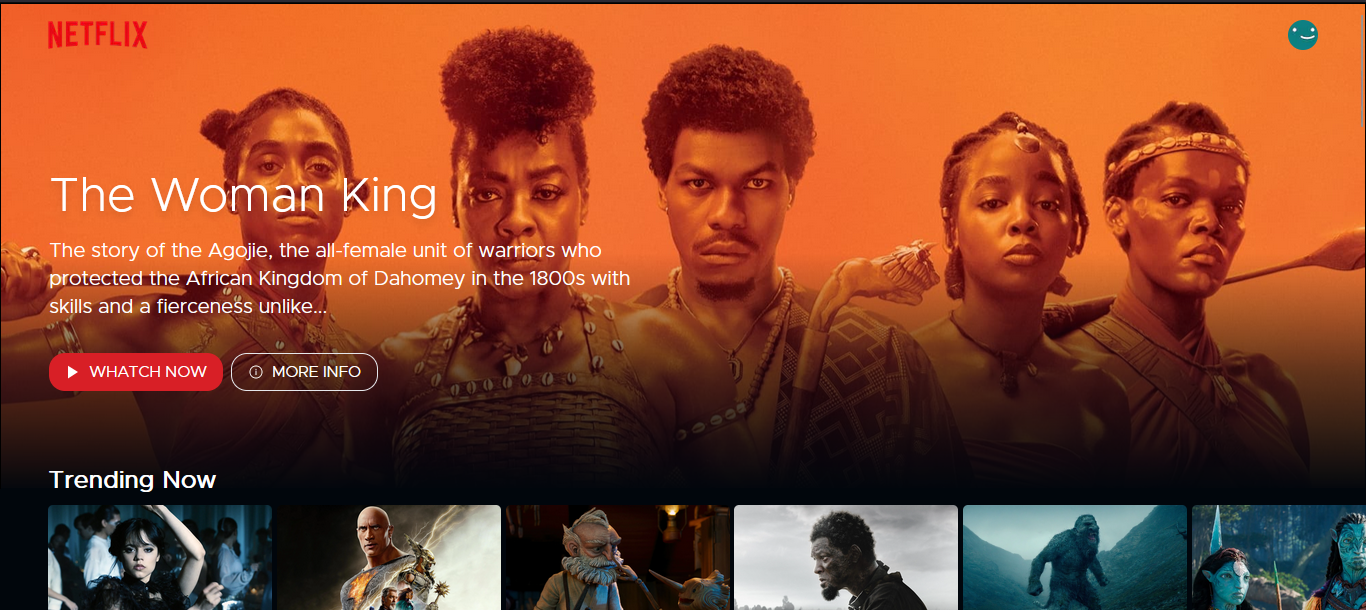 NETFLIX
The Woman King
The story of the Agojie, the all-female unit of warriors who
protected the African Kingdom of Dahomey in the 1800s with
skills and a fierceness unlike...
WHATCH NOW
MORE INFO
Trending Now